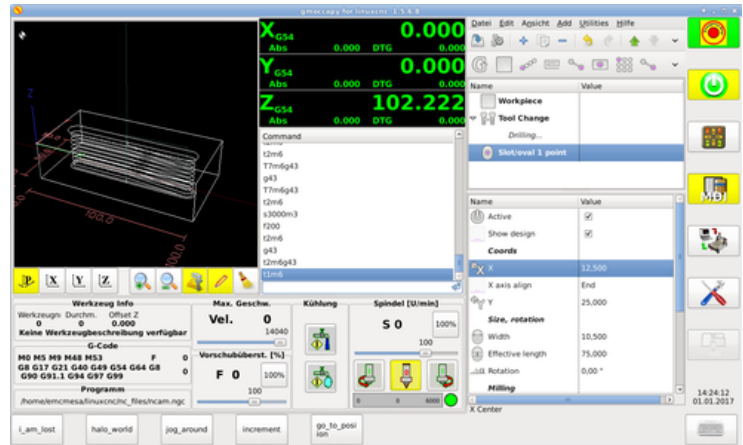 gmoccapy for linuxcnc 1.5.6.8
X G54 0.000
Abs 0.000 DTG 0.000
Y G54 0.000
Abs 0.000 DTG 0.000
Z G54 102.222
Abs 0.000 DTG 0.000
Z
100.0
Command
t2m6
T7m6g43
g43
T7m6g43
t2m6
s3000m3
f200
t2m6
g43
t2m6g43
t1m6
Datei Edit Ansicht Add Utilities Hilfe
Name Value
Workpiece
Tool Change
Drilling...
Slot/oval 1 point
Name Value
Active
Show design
Coords
X 12,500
X axis align End
Y 25,000
Size, rotation
Width 10,500
Effective length 75,000
Rotation 0,00 °
Milling
X Center
MDI
P X Y Z
Werkzeug Info
Werkzeugn Durchm. Offset Z
0 0 0.000
Keine Werkzeugbeschreibung verfügbar
G-Code
M0 M5 M9 M48 M53 F 0
G8 G17 G21 G40 G49 G54 G64 G8 0
G90 G91.1 G94 G97 G99
Programm
/home/emcmesa/linuxcnc/nc_files/ncam.ngc
Max. Geschw.
Vel. 0
14040
Vorschubüberst. [%]
F 0 100%
100
Kühlung
Spindel [U/min]
S 0 100%
100
0 0 6000
14:24:12
01.01.2017
i_am_lost
halo_world
jog_around
increment
go_to_posi
ion